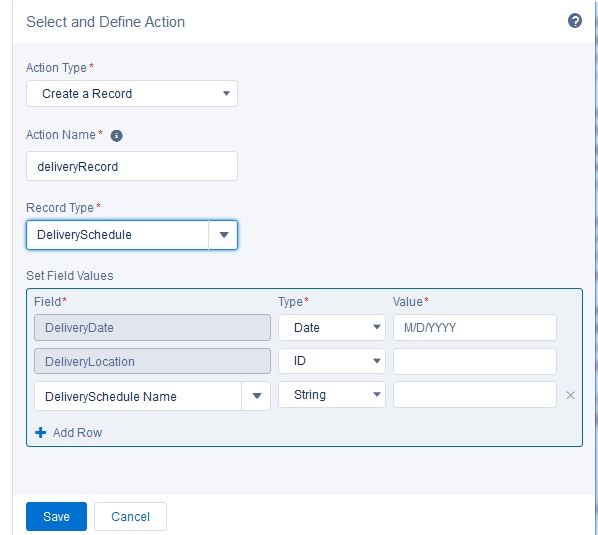 Select and Define Action
?
Action Type*
Create a Record
Action Name* i
deliveryRecord
Record Type*
DeliverySchedule
Set Field Values
Field* Type* Value*
DeliveryDate Date M/D/YYYY
DeliveryLocation ID
DeliverySchedule Name String
+ Add Row
Save Cancel